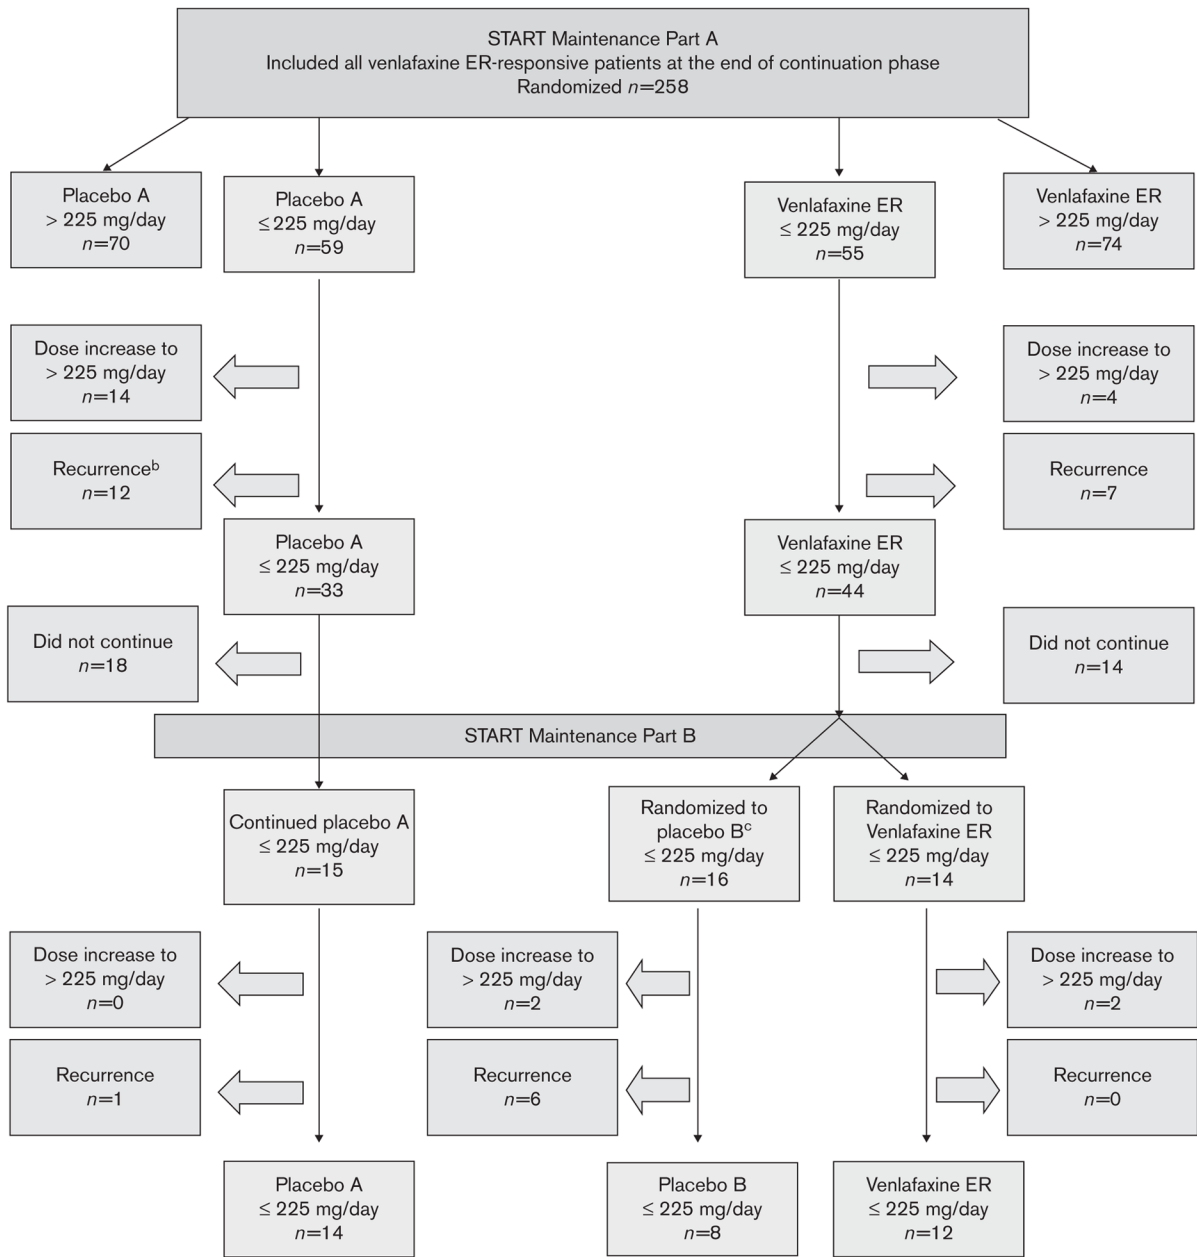 START Maintenance Part A
Included all venlafaxine ER-responsive patients at the end of continuation phase
Randomized n=258
Placebo A
> 225 mg/day
n=70
Placebo A
≤ 225 mg/day
n=59
Venlafaxine ER
≤ 225 mg/day
n=55
Venlafaxine ER
> 225 mg/day
n=74
Dose increase to
> 225 mg/day
n=14
Dose increase to
> 225 mg/day
n=4
Recurrenceᵇ
n=12
Recurrence
n=7
Placebo A
≤ 225 mg/day
n=33
Venlafaxine ER
≤ 225 mg/day
n=44
Did not continue
n=18
Did not continue
n=14
START Maintenance Part B
Continued placebo A
≤ 225 mg/day
n=15
Randomized to
placebo Bᶜ
≤ 225 mg/day
n=16
Randomized to
Venlafaxine ER
≤ 225 mg/day
n=14
Dose increase to
> 225 mg/day
n=0
Dose increase to
> 225 mg/day
n=2
Dose increase to
> 225 mg/day
n=2
Recurrence
n=1
Recurrence
n=6
Recurrence
n=0
Placebo A
≤ 225 mg/day
n=14
Placebo B
≤ 225 mg/day
n=8
Venlafaxine ER
≤ 225 mg/day
n=12